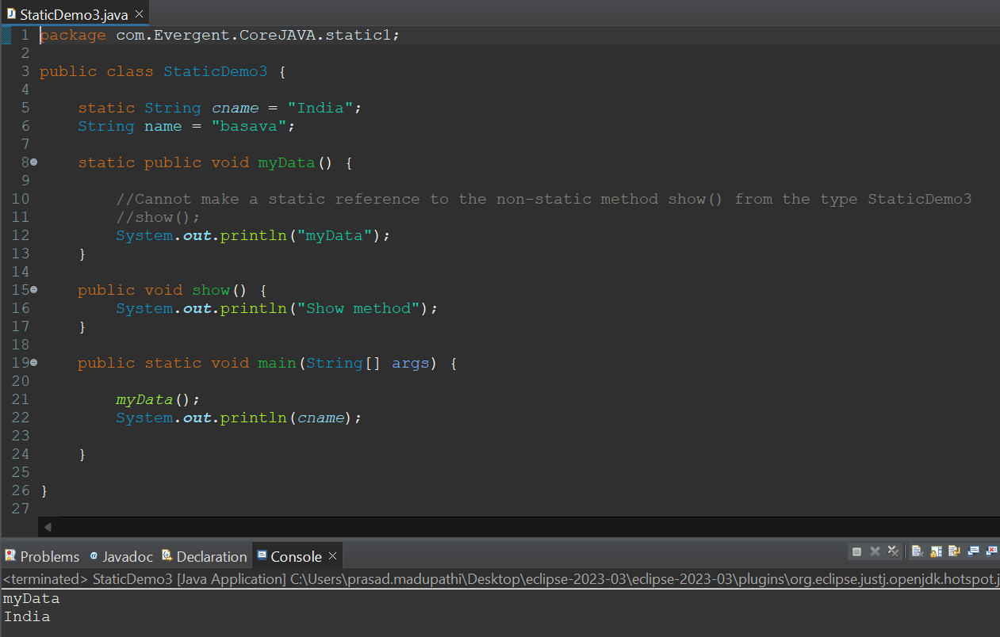 StaticDemo3.java ×
1 package com.Evergent.CoreJAVA.static1;
2
3 public class StaticDemo3 {
4
5     static String cname = "India";
6     String name = "basava";
7
8     static public void myData() {
9
10         //Cannot make a static reference to the non-static method show() from the type StaticDemo3
11         //show();
12         System.out.println("myData");
13     }
14
15     public void show() {
16         System.out.println("Show method");
17     }
18
19     public static void main(String[] args) {
20
21         myData();
22         System.out.println(cname);
23
24     }
25
26 }
27
Problems @ Javadoc Declaration Console ×
<terminated> StaticDemo3 [Java Application] C:\Users\prasad.madupathi\Desktop\eclipse-2023-03\eclipse-2023-03\plugins\org.eclipse.justj.openjdk.hotspot.j
myData
India